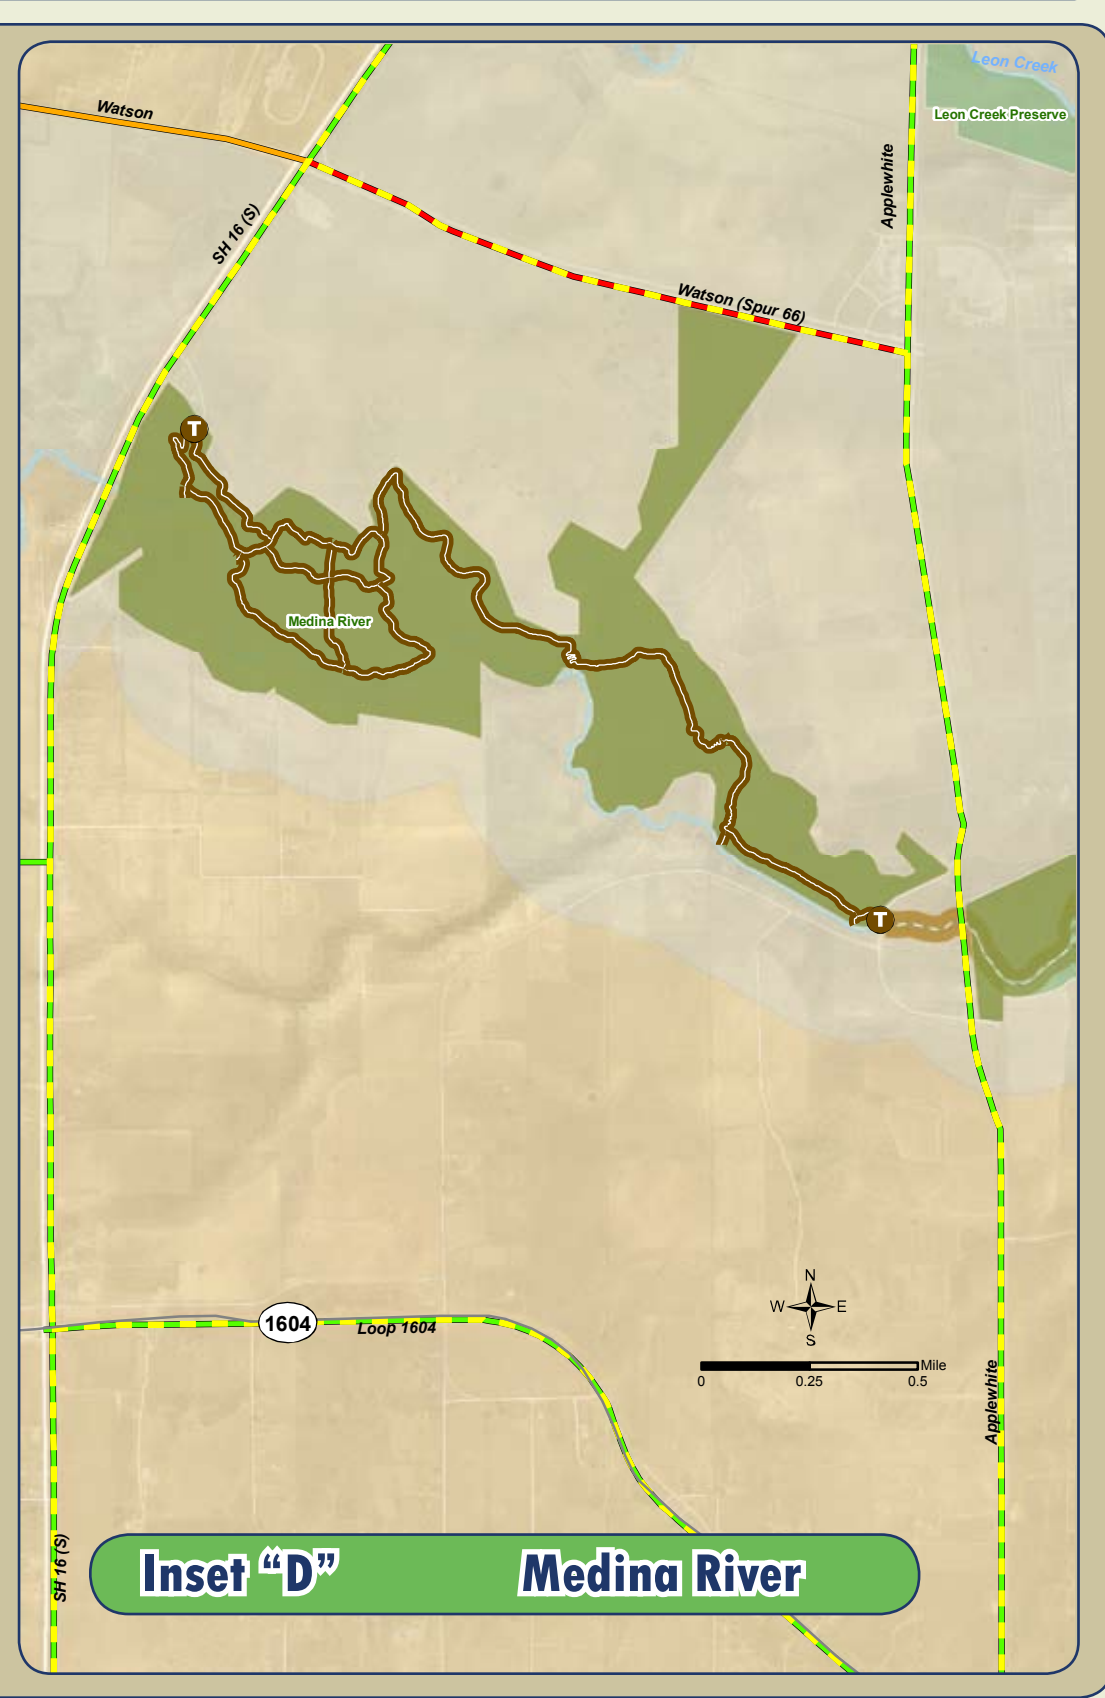 Leon Creek
Leon Creek Preserve
Watson
Applewhite
SH 16 (S)
Watson (Spur 66)
T
Medina River
T
N
W E
S
1604
Loop 1604
Mile
0 0.25 0.5
Applewhite
SH 16 (S)
Inset “D” Medina River